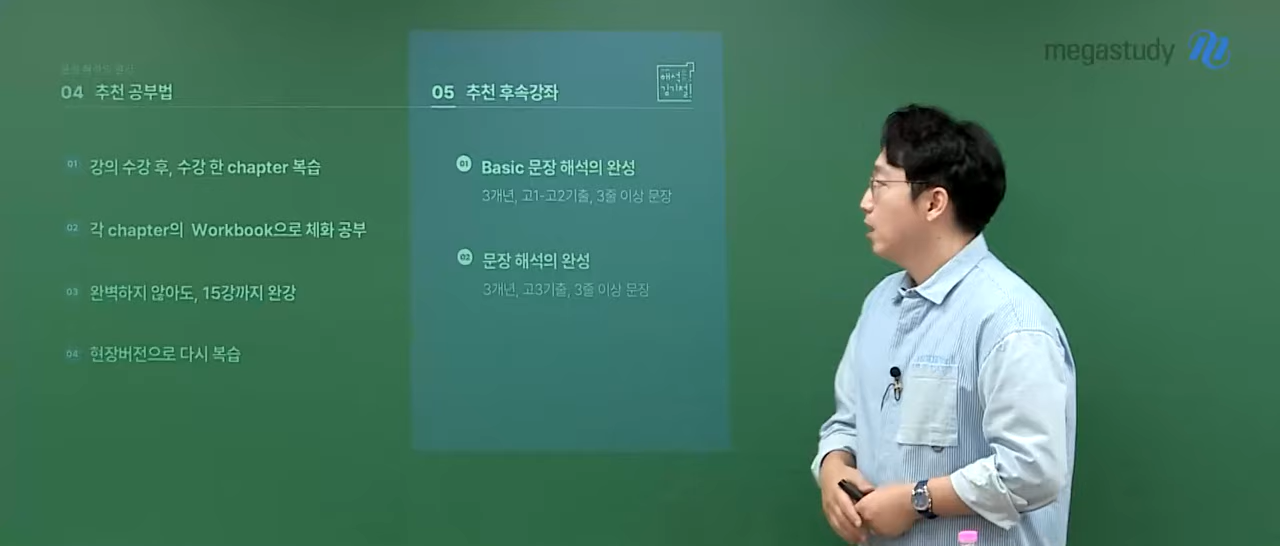 megastudy
04 추천 공부법
01 강의 수강 후, 수강 한 chapter 복습
02 각 chapter의 Workbook으로 체화 공부
03 완벽하지 않아도, 15강까지 완강
04 현장버전으로 다시 복습
05 추천 후속강좌
해석은!
김기철!
01 Basic 문장 해석의 완성
3개년, 고1-고2기출, 3줄 이상 문장
02 문장 해석의 완성
3개년, 고3기출, 3줄 이상 문장